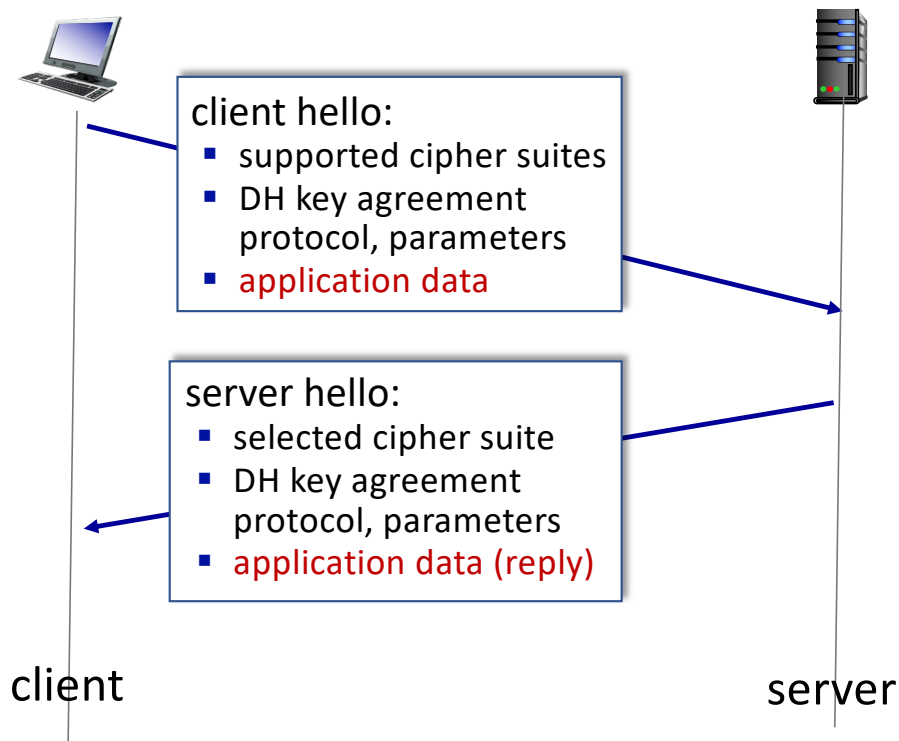 client hello:
▪ supported cipher suites
▪ DH key agreement
protocol, parameters
▪ application data
server hello:
▪ selected cipher suite
▪ DH key agreement
protocol, parameters
▪ application data (reply)
client
server